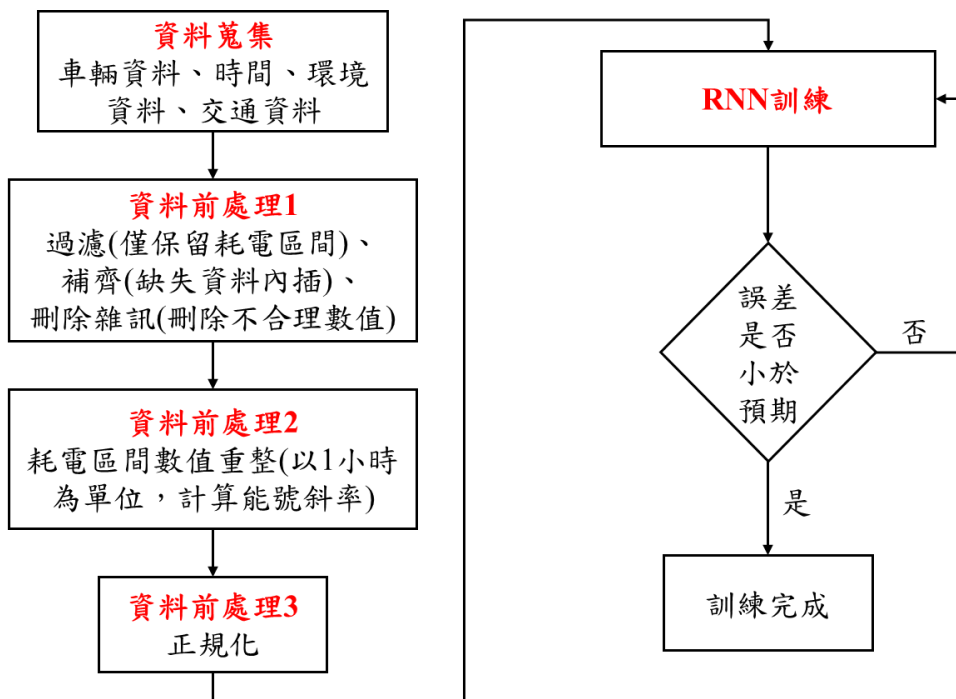 資料蒐集
車輛資料、時間、環境
資料、交通資料
資料前處理1
過濾(僅保留耗電區間)、
補齊(缺失資料內插)、
刪除雜訊(刪除不合理數值)
資料前處理2
耗電區間數值重整(以1小時
為單位，計算能號斜率)
資料前處理3
正規化
RNN訓練
誤差
是否
小於
預期
否
是
訓練完成